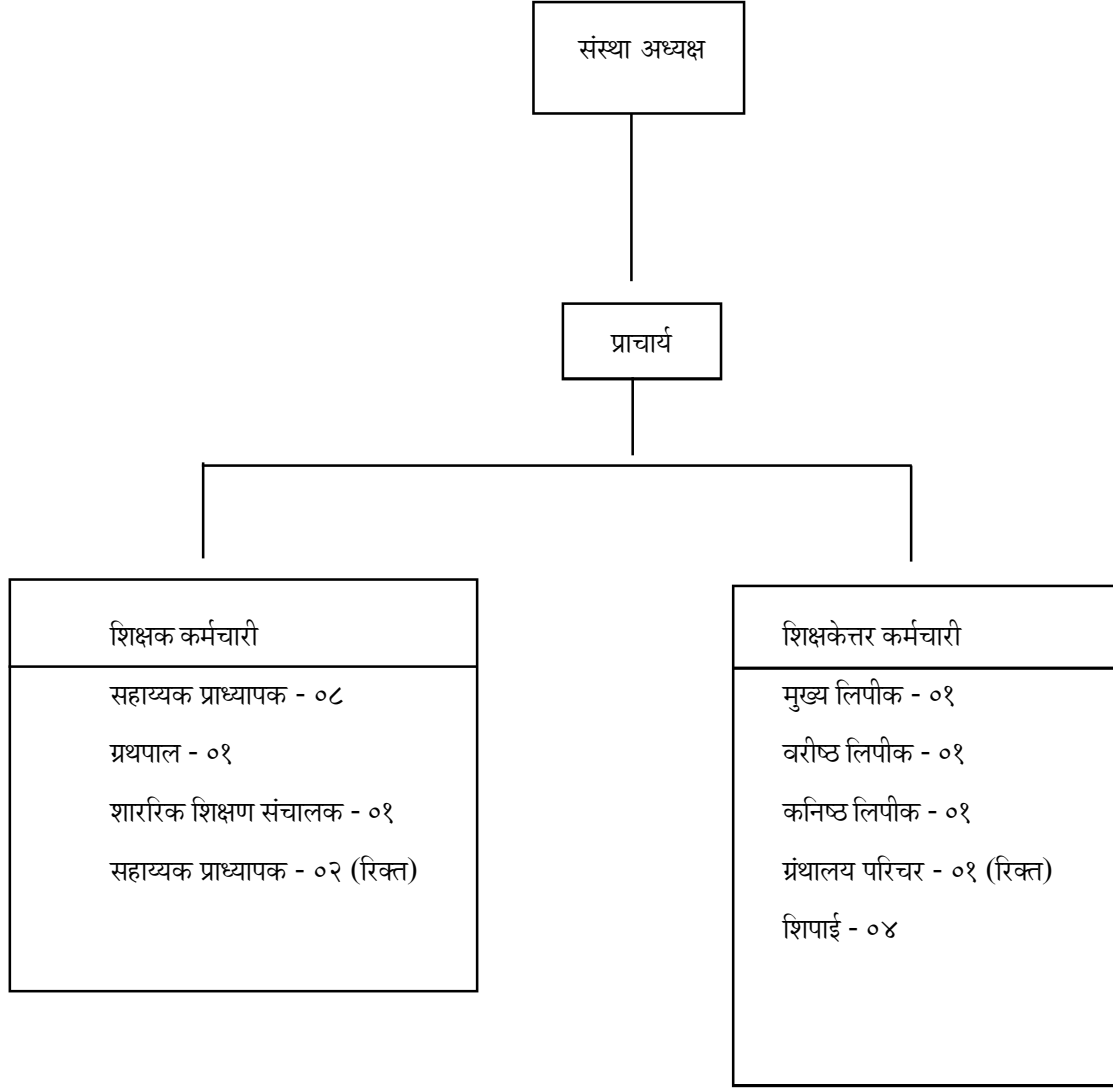 संस्था अध्यक्ष
प्राचार्य
शिक्षक कर्मचारी
सहाय्यक प्राध्यापक - ०८
ग्रथपाल - ०१
शाररिक शिक्षण संचालक - ०१
सहाय्यक प्राध्यापक - ०२ (रिक्त)
शिक्षकेत्तर कर्मचारी
मुख्य लिपीक - ०१
वरीष्ठ लिपीक - ०१
कनिष्ठ लिपीक - ०१
ग्रंथालय परिचर - ०१ (रिक्त)
शिपाई - ०४